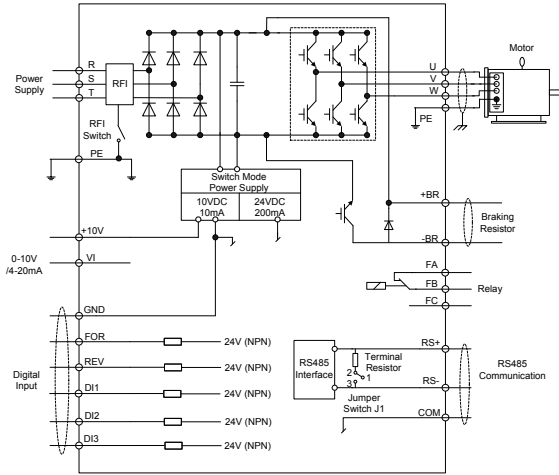 Power
Supply
R
S
T
RFI
RFI
Switch
PE
U
V
W
PE
Motor
Switch Mode
Power Supply
10VDC
10mA
24VDC
200mA
+BR
-BR
Braking
Resistor
+10V
0-10V
/4-20mA
VI
GND
FA
FB
FC
Relay
Digital
Input
FOR
24V (NPN)
REV
24V (NPN)
DI1
24V (NPN)
DI2
24V (NPN)
DI3
24V (NPN)
RS485
Interface
Terminal
Resistor
2
1
3
Jumper
Switch J1
RS+
RS-
COM
RS485
Communication